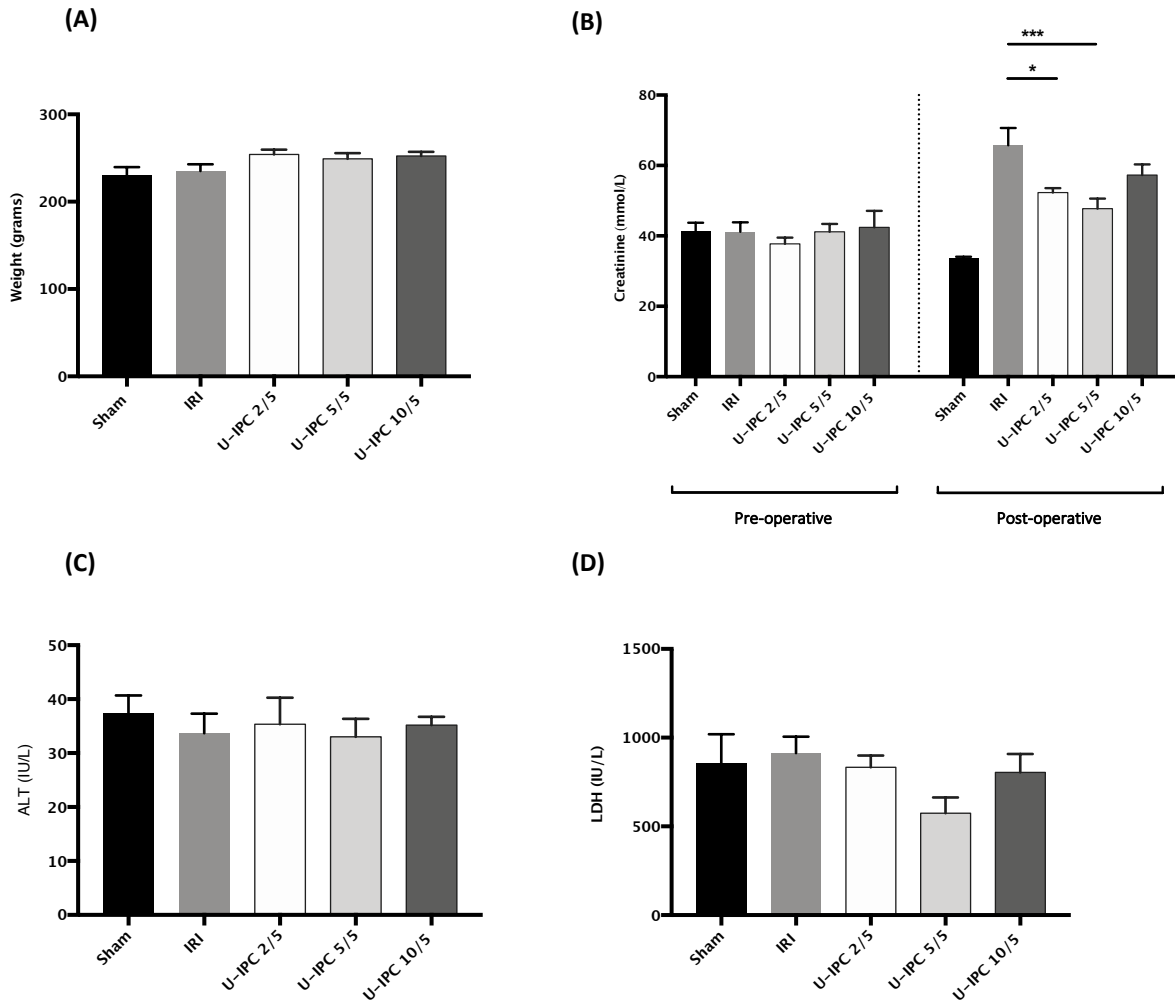 (A)
Weight (grams)
300
200
100
0
Sham
IRI
U-IPC 2/5
U-IPC 5/5
U-IPC 10/5
(B)
***
*
Creatinine (mmol/L)
80
60
40
20
0
Sham
IRI
U-IPC 2/5
U-IPC 5/5
U-IPC 10/5
Sham
IRI
U-IPC 2/5
U-IPC 5/5
U-IPC 10/5
Pre-operative
Post-operative
(C)
ALT (IU/L)
50
40
30
20
10
0
Sham
IRI
U-IPC 2/5
U-IPC 5/5
U-IPC 10/5
(D)
LDH (IU/L)
1500
1000
500
0
Sham
IRI
U-IPC 2/5
U-IPC 5/5
U-IPC 10/5